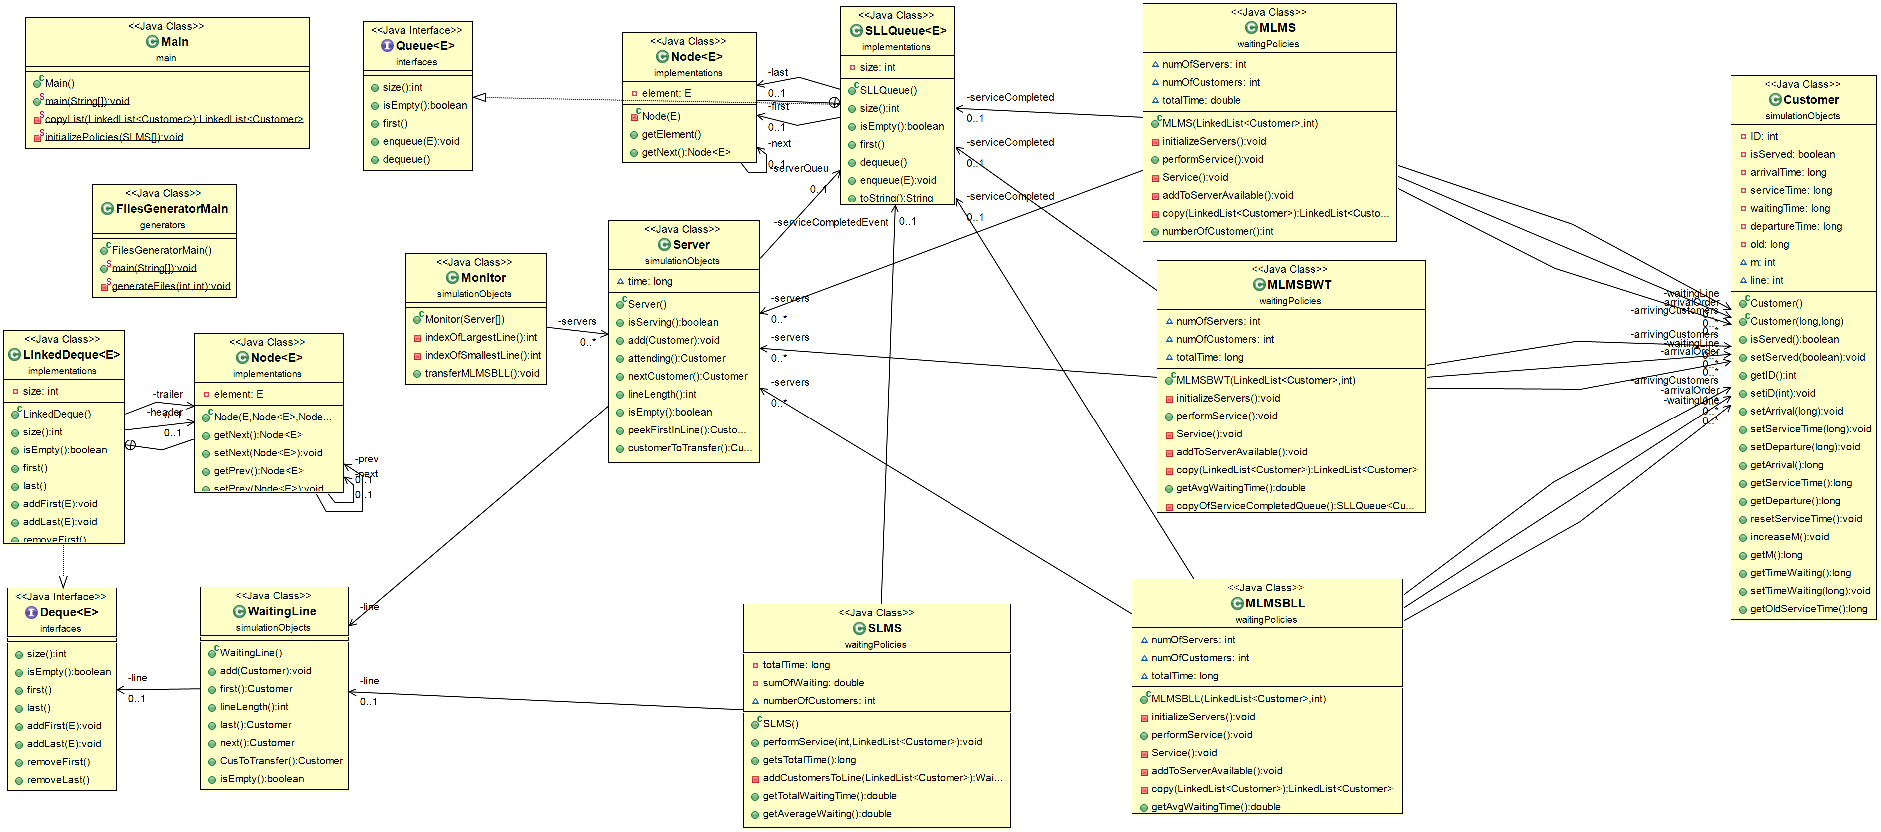 <<Java Class>>
Main
main
Main()
main(String[]):void
copyList(LinkedList<Customer>):LinkedList<Customer>
initializePolicies(SLMS[]):void
<<Java Interface>>
Queue<E>
interfaces
size():int
isEmpty():boolean
first()
enqueue(E):void
dequeue()
<<Java Class>>
Node<E>
implementations
element: E
Node(E)
getElement()
getNext():Node<E>
<<Java Class>>
SLLQueue<E>
implementations
size: int
SLLQueue()
size():int
isEmpty():boolean
first()
dequeue()
enqueue(E):void
toString():String
<<Java Class>>
MLMS
waitingPolicies
numOfServers: int
numOfCustomers: int
totalTime: double
MLMS(LinkedList<Customer>,int)
initializeServers():void
performService():void
Service():void
addToServerAvailable():void
copy(LinkedList<Customer>):LinkedList<Custo...
numberOfCustomer():int
<<Java Class>>
Customer
simulationObjects
ID: int
isServed: boolean
arrivalTime: long
serviceTime: long
waitingTime: long
departureTime: long
old: long
m: int
line: int
Customer()
Customer(long,long)
isServed():boolean
setServed(boolean):void
getID():int
setiD(int):void
setArrival(long):void
setServiceTime(long):void
setDeparture(long):void
getArrival():long
getServiceTime():long
getDeparture():long
resetServiceTime():void
increaseM():void
getM():long
getTimeWaiting():long
setTimeWaiting(long):void
getOldServiceTime():long
<<Java Class>>
FilesGeneratorMain
generators
FilesGeneratorMain()
main(String[]):void
generateFiles(int,int):void
<<Java Class>>
Monitor
simulationObjects
Monitor(Server[])
indexOfLargestLine():int
indexOfSmallestLine():int
transferMLMSBLL():void
<<Java Class>>
Server
simulationObjects
time: long
Server()
isServing():boolean
add(Customer):void
attending():Customer
nextCustomer():Customer
lineLength():int
isEmpty():boolean
peekFirstInLine():Custo...
customerToTransfer():Cu...
<<Java Class>>
MLMSBWT
waitingPolicies
numOfServers: int
numOfCustomers: int
totalTime: long
MLMSBWT(LinkedList<Customer>,int)
initializeServers():void
performService():void
Service():void
addToServerAvailable():void
copy(LinkedList<Customer>):LinkedList<Customer>
getAvgWaitingTime():double
copyOfServiceCompletedQueue():SLLQueue<Cu...
<<Java Class>>
LinkedDeque<E>
implementations
size: int
LinkedDeque()
size():int
isEmpty():boolean
first()
last()
addFirst(E):void
addLast(E):void
removeFirst()
<<Java Class>>
Node<E>
implementations
element: E
Node(E,Node<E>,Node...
getNext():Node<E>
setNext(Node<E>):void
getPrev():Node<E>
setPrev(Node<E>):void
<<Java Interface>>
Deque<E>
interfaces
size():int
isEmpty():boolean
first()
last()
addFirst(E):void
addLast(E):void
removeFirst()
removeLast()
<<Java Class>>
WaitingLine
simulationObjects
WaitingLine()
add(Customer):void
first():Customer
lineLength():int
last():Customer
next():Customer
CusToTransfer():Customer
isEmpty():boolean
<<Java Class>>
SLMS
waitingPolicies
totalTime: long
sumOfWaiting: double
numberOfCustomers: int
SLMS()
performService(int,LinkedList<Customer>):void
getsTotalTime():long
addCustomersToLine(LinkedList<Customer>):Wai...
getTotalWaitingTime():double
getAverageWaiting():double
<<Java Class>>
MLMSBLL
waitingPolicies
numOfServers: int
numOfCustomers: int
totalTime: long
MLMSBLL(LinkedList<Customer>,int)
initializeServers():void
performService():void
Service():void
addToServerAvailable():void
copy(LinkedList<Customer>):LinkedList<Customer>
getAvgWaitingTime():double
-last
0..1
-first
0..1
-next
0..1
-serverQueu
0..1
-serviceCompletedEvent
0..1
-serviceCompleted
0..1
-serviceCompleted
0..1
-serviceCompleted
0..1
-servers
0..*
-servers
0..*
-servers
0..*
-servers
0..*
-trailer
-header
0..1
-prev
0..1
-next
0..1
-line
-line
0..1
-line
0..1
-waitingLine
-arrivalOrder
-arrivingCustomers
0..*
-arrivingCustomers
-waitingLine
-arrivalOrder
0..*
-arrivingCustomers
-arrivalOrder
-waitingLine
0..*